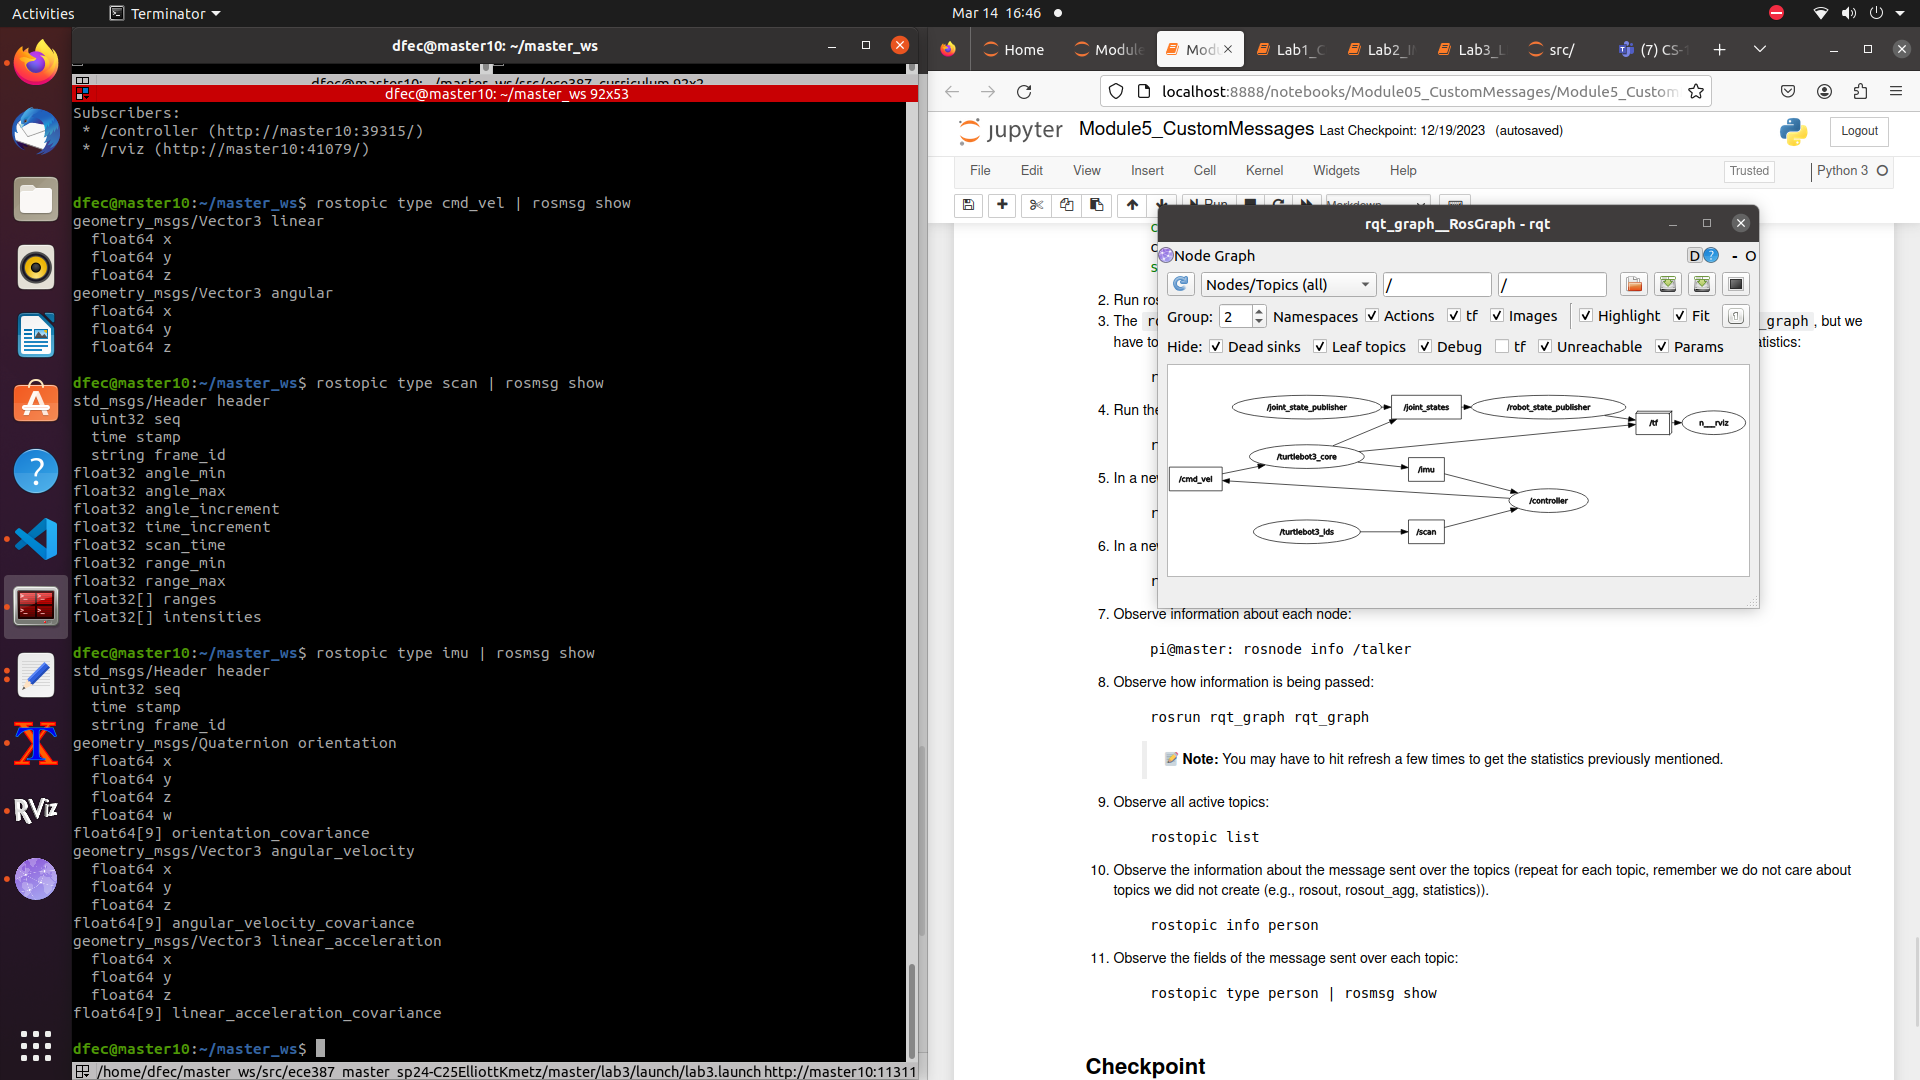 Activities
Terminator
Mar 14 16:46
dfec@master10: ~/master_ws
dfec@master10: ~/master_ws 92x53
Subscribers:
* /controller (http://master10:39315/)
* /rviz (http://master10:41079/)
dfec@master10:~/master_ws$ rostopic type cmd_vel | rosmsg show
geometry_msgs/Vector3 linear
float64 x
float64 y
float64 z
geometry_msgs/Vector3 angular
float64 x
float64 y
float64 z
dfec@master10:~/master_ws$ rostopic type scan | rosmsg show
std_msgs/Header header
uint32 seq
time stamp
string frame_id
float32 angle_min
float32 angle_max
float32 angle_increment
float32 time_increment
float32 scan_time
float32 range_min
float32 range_max
float32[] ranges
float32[] intensities
dfec@master10:~/master_ws$ rostopic type imu | rosmsg show
std_msgs/Header header
uint32 seq
time stamp
string frame_id
geometry_msgs/Quaternion orientation
float64 x
float64 y
float64 z
float64 w
float64[9] orientation_covariance
geometry_msgs/Vector3 angular_velocity
float64 x
float64 y
float64 z
float64[9] angular_velocity_covariance
geometry_msgs/Vector3 linear_acceleration
float64 x
float64 y
float64 z
float64[9] linear_acceleration_covariance
dfec@master10:~/master_ws$
/home/dfec/master_ws/src/ece387_master_sp24-C25ElliottKmetz/master/lab3/launch/lab3.launch http://master10:11311
RViz
Home
Module
Modu
Lab1_C
Lab2_I
Lab3_L
src/
(7) CS-
localhost:8888/notebooks/Module05_CustomMessages/Module5_Custom
jupyter Module5_CustomMessages Last Checkpoint: 12/19/2023 (autosaved)
Logout
File Edit View Insert Cell Kernel Widgets Help
Trusted
Python 3
rqt_graph__RosGraph - rqt
Node Graph
D - O
Nodes/Topics (all) / /
Group: 2 Namespaces Actions tf Images Highlight Fit
Hide: Dead sinks Leaf topics Debug tf Unreachable Params
/joint_state_publisher
/joint_states
/robot_state_publisher
/tf
n___rviz
/turtlebot3_core
/imu
/cmd_vel
/controller
/turtlebot3_lds
/scan
2. Run ros
3. The
_graph, but we
have to
tistics:
4. Run the
5. In a new
6. In a new
7. Observe information about each node:
pi@master: rosnode info /talker
8. Observe how information is being passed:
rosrun rqt_graph rqt_graph
Note: You may have to hit refresh a few times to get the statistics previously mentioned.
9. Observe all active topics:
rostopic list
10. Observe the information about the message sent over the topics (repeat for each topic, remember we do not care about
topics we did not create (e.g., rosout, rosout_agg, statistics)).
rostopic info person
11. Observe the fields of the message sent over each topic:
rostopic type person | rosmsg show
Checkpoint